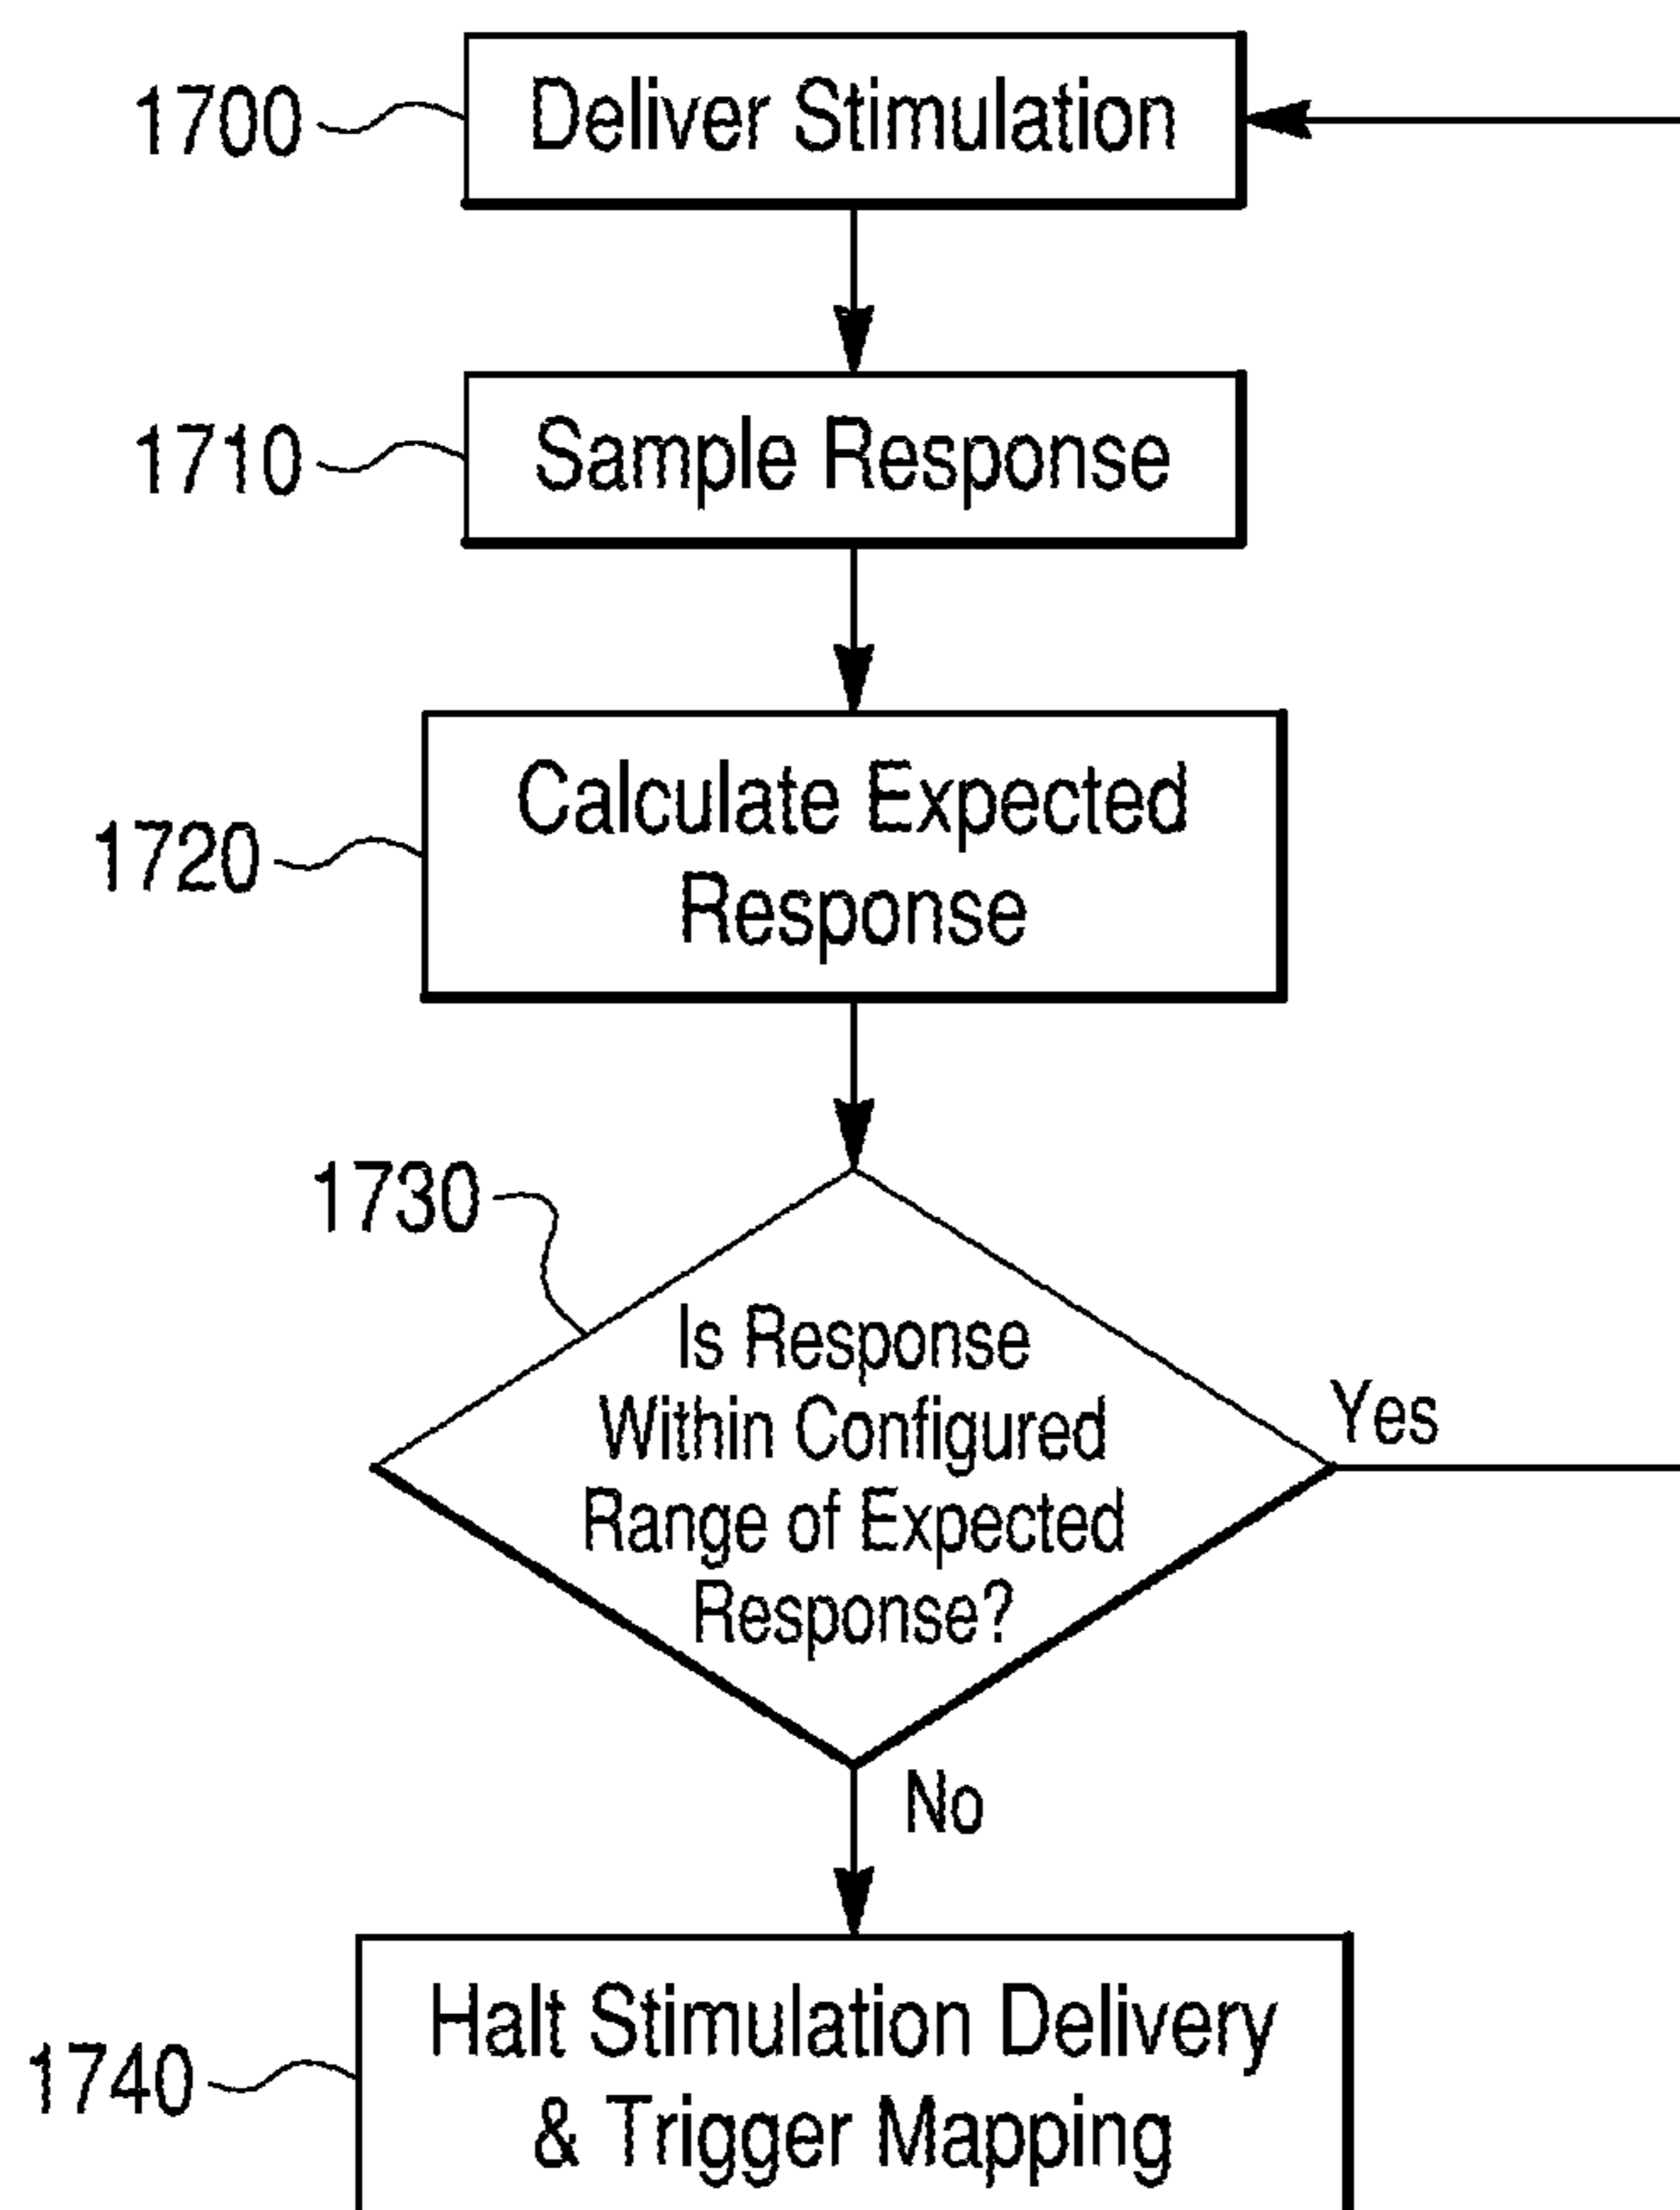 1700
Deliver Stimulation
1710
Sample Response
1720
Calculate Expected
Response
1730
Is Response
Within Configured
Range of Expected
Response?
Yes
No
1740
Halt Stimulation Delivery
& Trigger Mapping